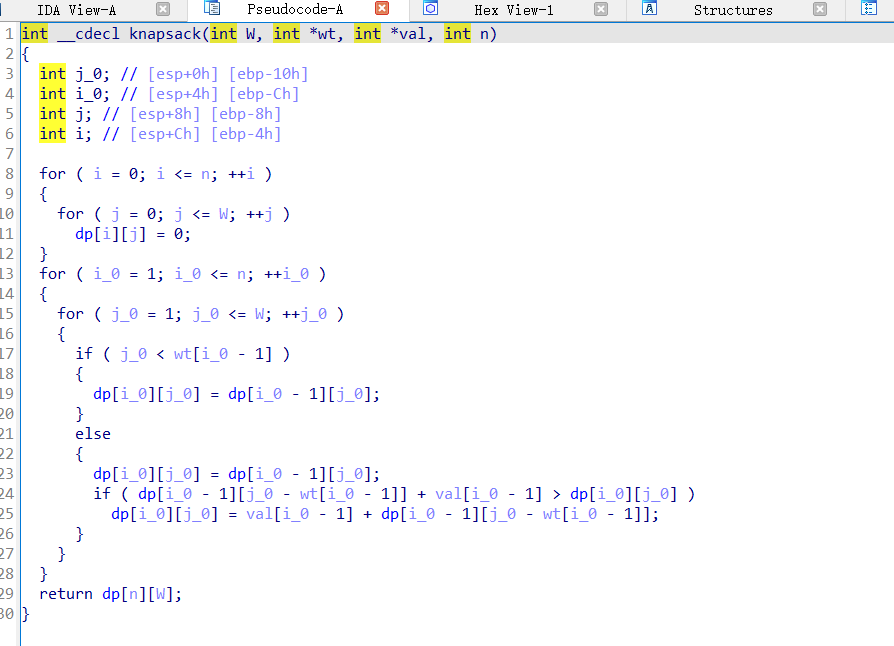 IDA View-A Pseudocode-A Hex View-1 Structures
1 int __cdecl knapsack(int W, int *wt, int *val, int n)
2 {
3 int j_0; // [esp+0h] [ebp-10h]
4 int i_0; // [esp+4h] [ebp-Ch]
5 int j; // [esp+8h] [ebp-8h]
6 int i; // [esp+Ch] [ebp-4h]
7
8 for ( i = 0; i <= n; ++i )
9 {
10 for ( j = 0; j <= W; ++j )
11 dp[i][j] = 0;
12 }
13 for ( i_0 = 1; i_0 <= n; ++i_0 )
14 {
15 for ( j_0 = 1; j_0 <= W; ++j_0 )
16 {
17 if ( j_0 < wt[i_0 - 1] )
18 {
19 dp[i_0][j_0] = dp[i_0 - 1][j_0];
20 }
21 else
22 {
23 dp[i_0][j_0] = dp[i_0 - 1][j_0];
24 if ( dp[i_0 - 1][j_0 - wt[i_0 - 1]] + val[i_0 - 1] > dp[i_0][j_0] )
25 dp[i_0][j_0] = val[i_0 - 1] + dp[i_0 - 1][j_0 - wt[i_0 - 1]];
26 }
27 }
28 }
29 return dp[n][W];
30 }